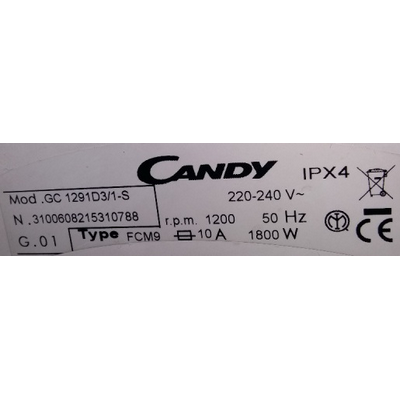 CANDY IPX4
Mod .GC 1291D3/1-S 220-240 V~
N .3100608215310788 r.p.m. 1200 50 Hz
G.01 Type FCM9 10 A 1800 W
CE